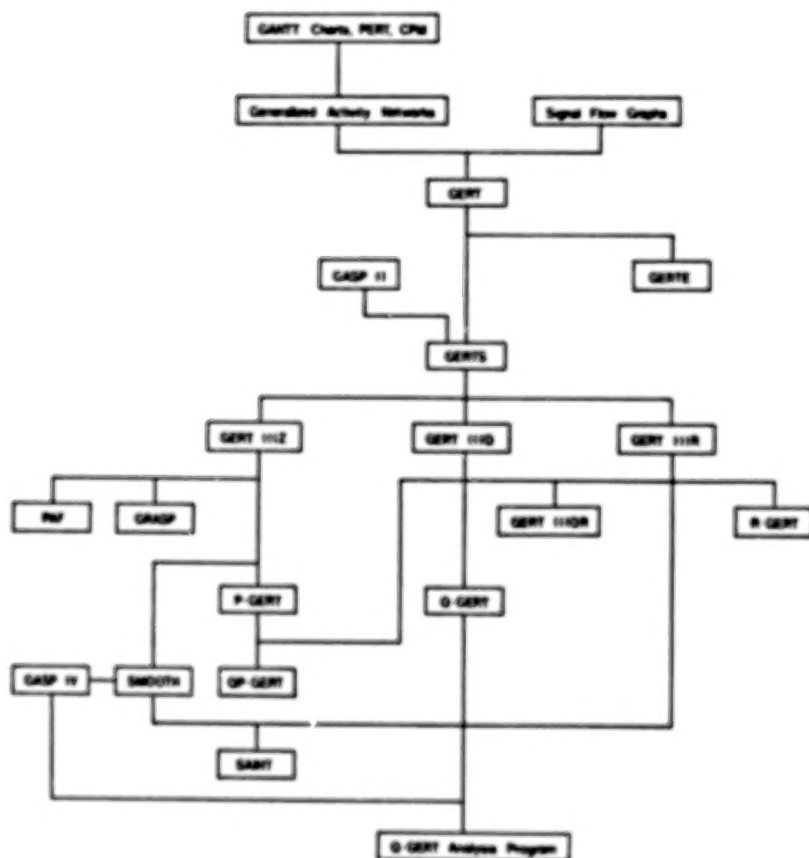 GANTT Charts, PERT, CPM
Generalized Activity Networks
Signal Flow Graphs
GERT
GASP II
GERTE
GERTS
GERT IIIZ
GERT IIIQ
GERT IIIR
PAF
GRASP
GERT IIIQR
R-GERT
P-GERT
Q-GERT
GASP IV
SMOOTH
QP-GERT
SAINT
Q-GERT Analysis Program